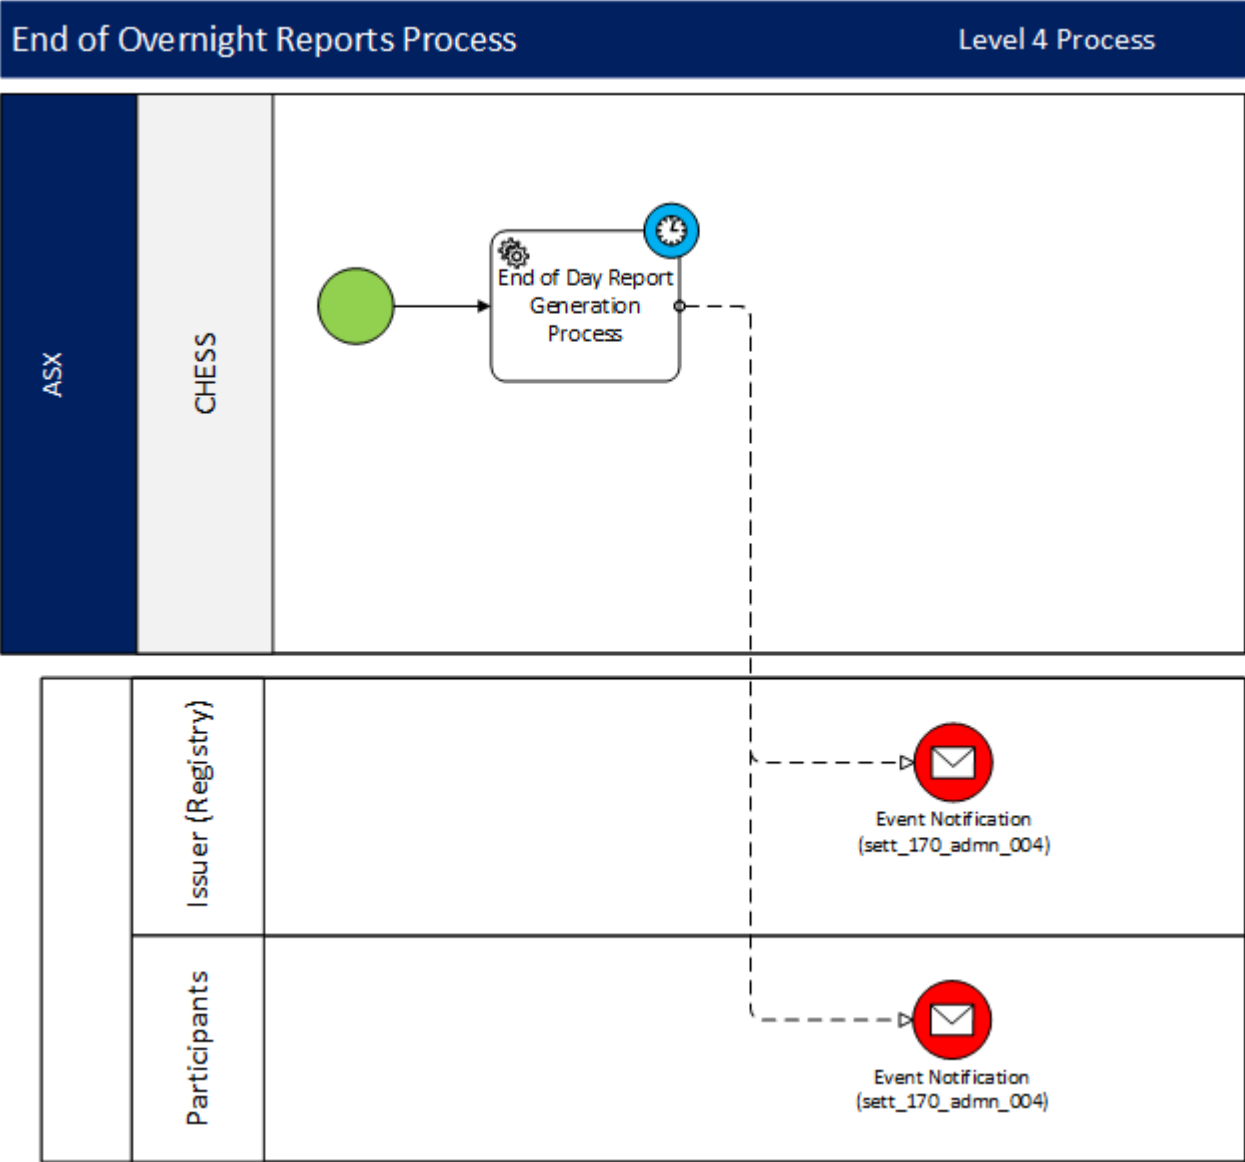 End of Overnight Reports Process
Level 4 Process
ASX
CHESS
End of Day Report
Generation
Process
Issuer (Registry)
Event Notification
(sett_170_admn_004)
Participants
Event Notification
(sett_170_admn_004)